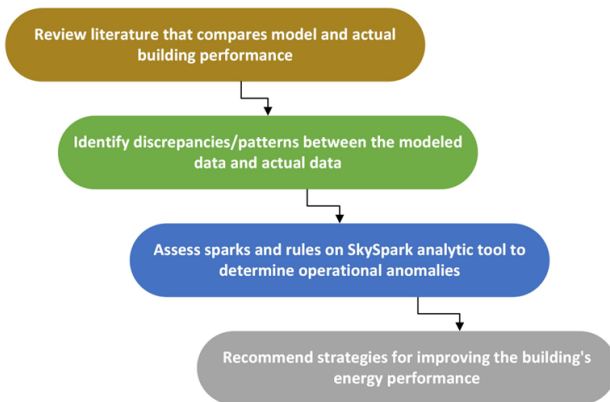 Review literature that compares model and actual
building performance
Identify discrepancies/patterns between the modeled
data and actual data
Assess sparks and rules on SkySpark analytic tool to
determine operational anomalies
Recommend strategies for improving the building's
energy performance